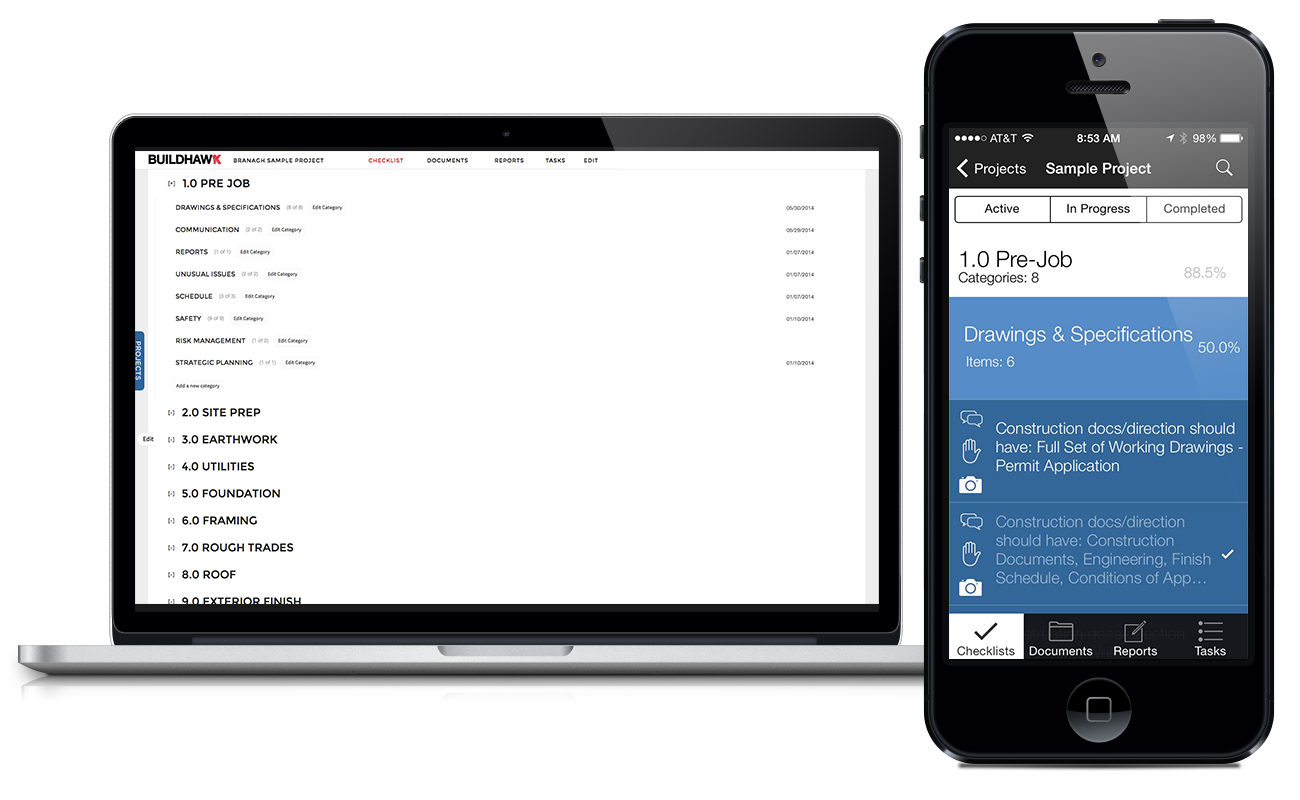 BUILDHAWK BRANAGH SAMPLE PROJECT CHECKLIST DOCUMENTS REPORTS TASKS EDIT
[+] 1.0 PRE JOB
DRAWINGS & SPECIFICATIONS (8 of 8) Edit Category 05/30/2014
COMMUNICATION (2 of 2) Edit Category 05/29/2014
REPORTS (1 of 1) Edit Category 01/07/2014
UNUSUAL ISSUES (2 of 2) Edit Category 01/07/2014
SCHEDULE (3 of 3) Edit Category 01/07/2014
SAFETY (9 of 9) Edit Category 01/10/2014
RISK MANAGEMENT (1 of 2) Edit Category
STRATEGIC PLANNING (1 of 1) Edit Category 01/10/2014
Add a new category
PROJECTS
[-] 2.0 SITE PREP
Edit [-] 3.0 EARTHWORK
[-] 4.0 UTILITIES
[-] 5.0 FOUNDATION
[-] 6.0 FRAMING
[-] 7.0 ROUGH TRADES
[-] 8.0 ROOF
[-] 9.0 EXTERIOR FINISH
AT&T 8:53 AM 98%
Projects Sample Project
Active In Progress Completed
1.0 Pre-Job
Categories: 8 88.5%
Drawings & Specifications
50.0%
Items: 6
Construction docs/direction should
have: Full Set of Working Drawings -
Permit Application
Construction docs/direction
should have: Construction
Documents, Engineering, Finish
Schedule, Conditions of App…
Checklists Documents Reports Tasks